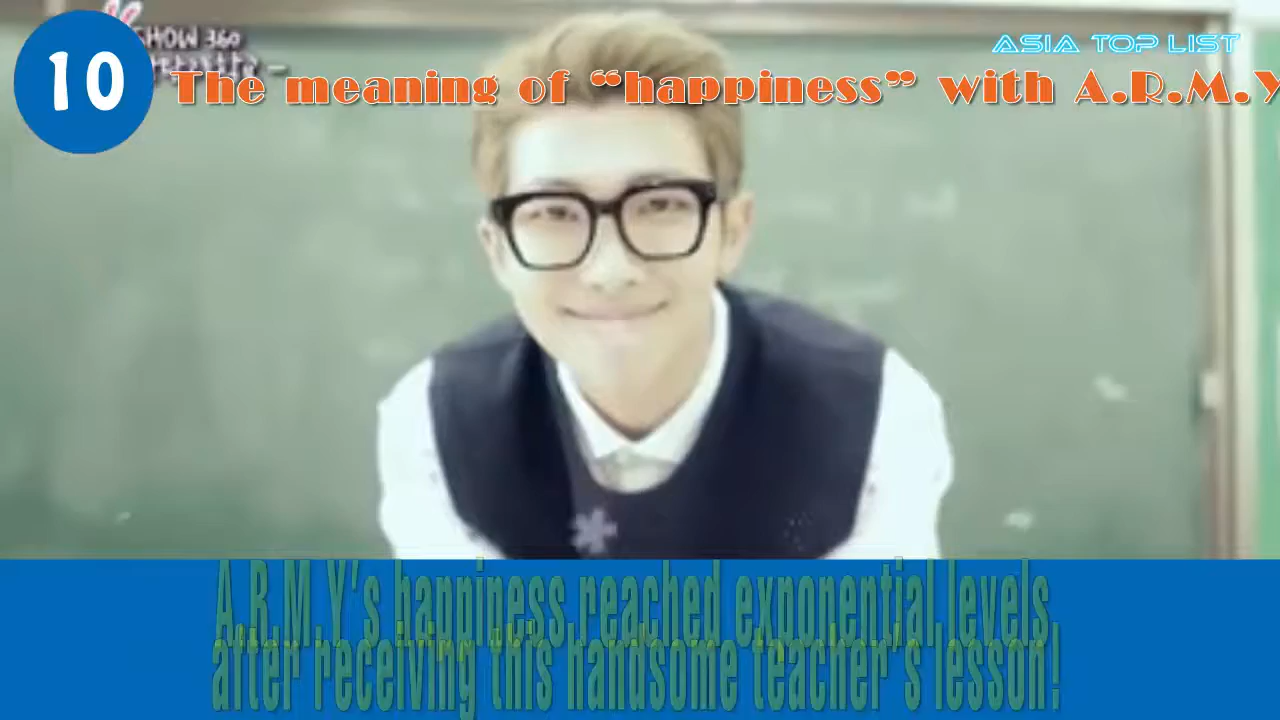 SHOW 360
ASIA TOP LIST
10
The meaning of “happiness” with A.R.M.Y
A.R.M.Y's happiness reached exponential levels
after receiving this handsome teacher's lesson!